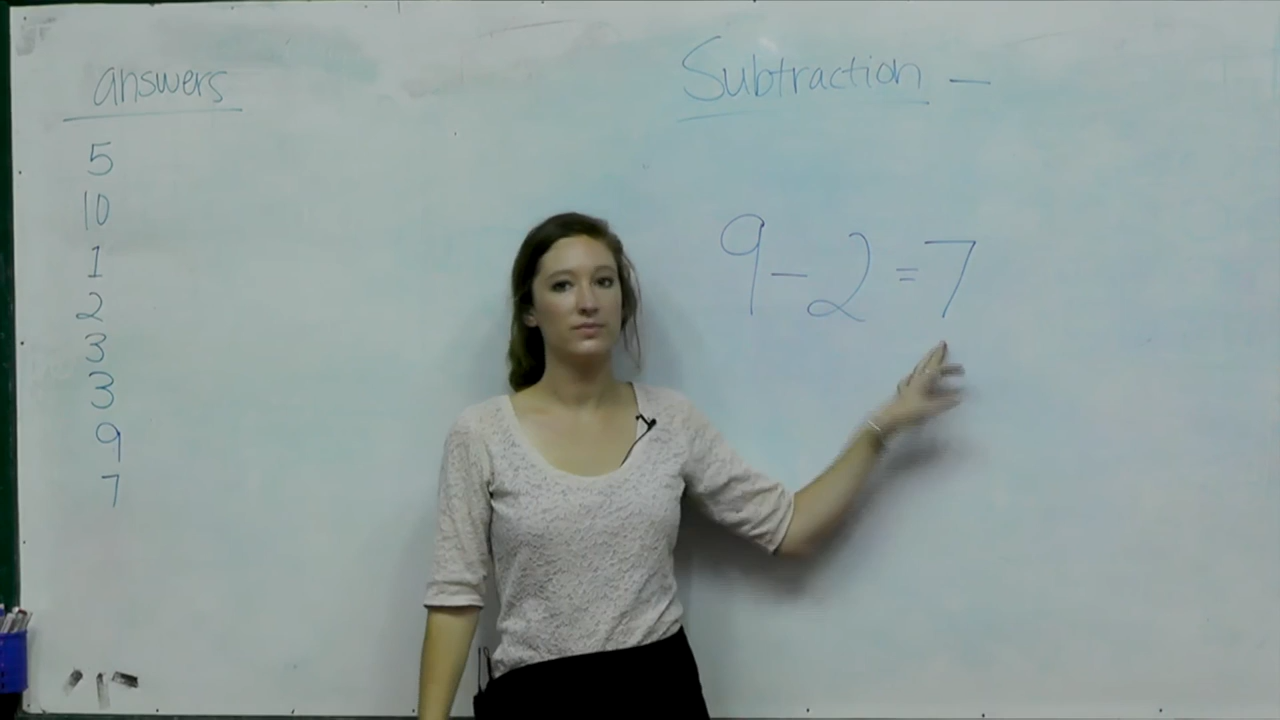 answers
5
10
1
2
3
3
9
7
Subtraction –
9 – 2 = 7